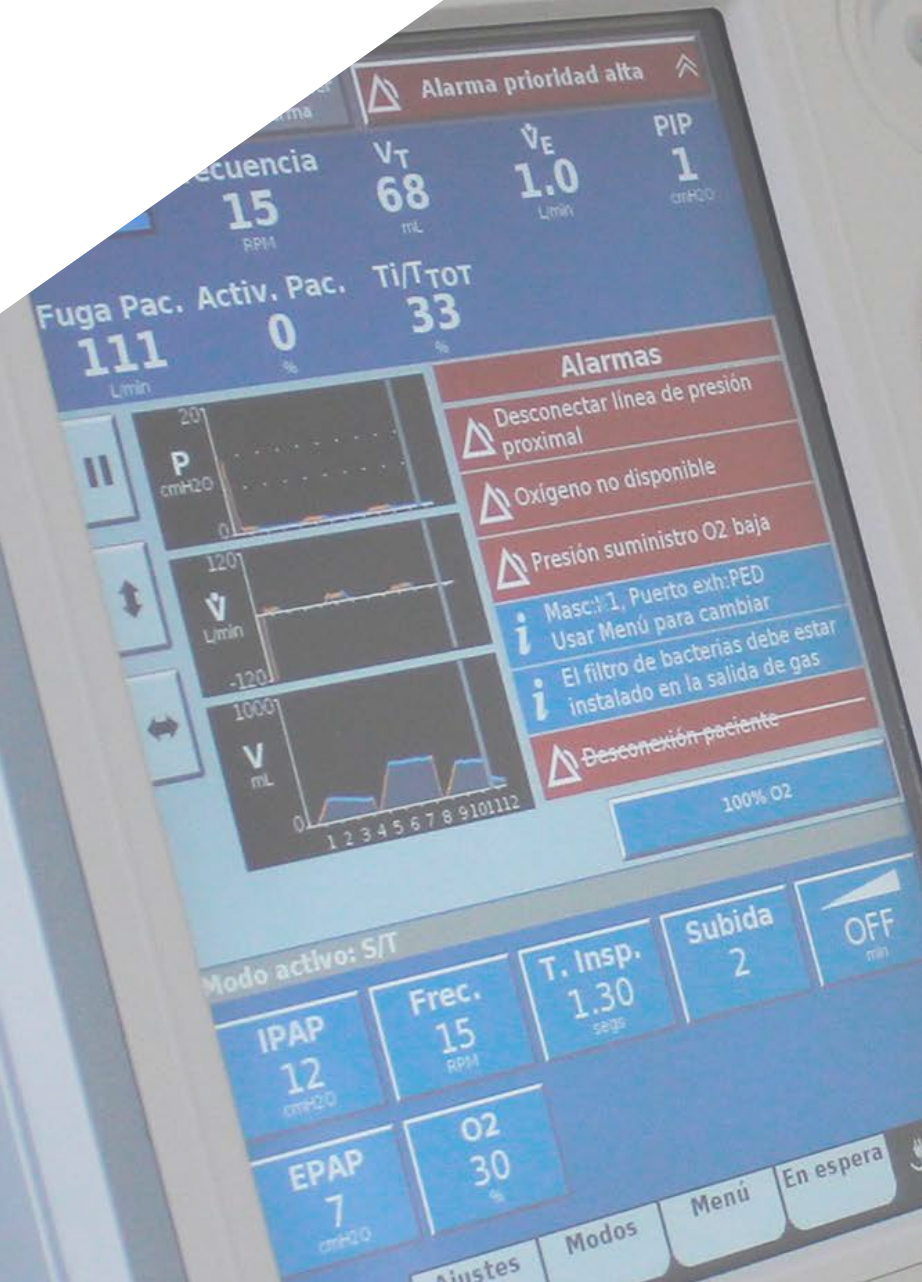 rma
Alarma prioridad alta
ecuencia
15
RPM
VT
68
mL
V̇E
1.0
L/min
PIP
1
cmH2O
Fuga Pac.
111
L/min
Activ. Pac.
0
%
Ti/TTOT
33
%
20
P
cmH2O
0
120
V̇
L/min
-120
1000
V
mL
0
1 2 3 4 5 6 7 8 9101112
Alarmas
Desconectar línea de presión
proximal
Oxígeno no disponible
Presión suministro O2 baja
Masc: 1, Puerto exh:PED
Usar Menú para cambiar
El filtro de bacterias debe estar
instalado en la salida de gas
Desconexión paciente
100% O2
Modo activo: S/T
IPAP
12
cmH2O
Frec.
15
RPM
T. Insp.
1.30
segs
Subida
2
OFF
min
EPAP
7
cmH2O
O2
30
%
Ajustes
Modos
Menú
En espera